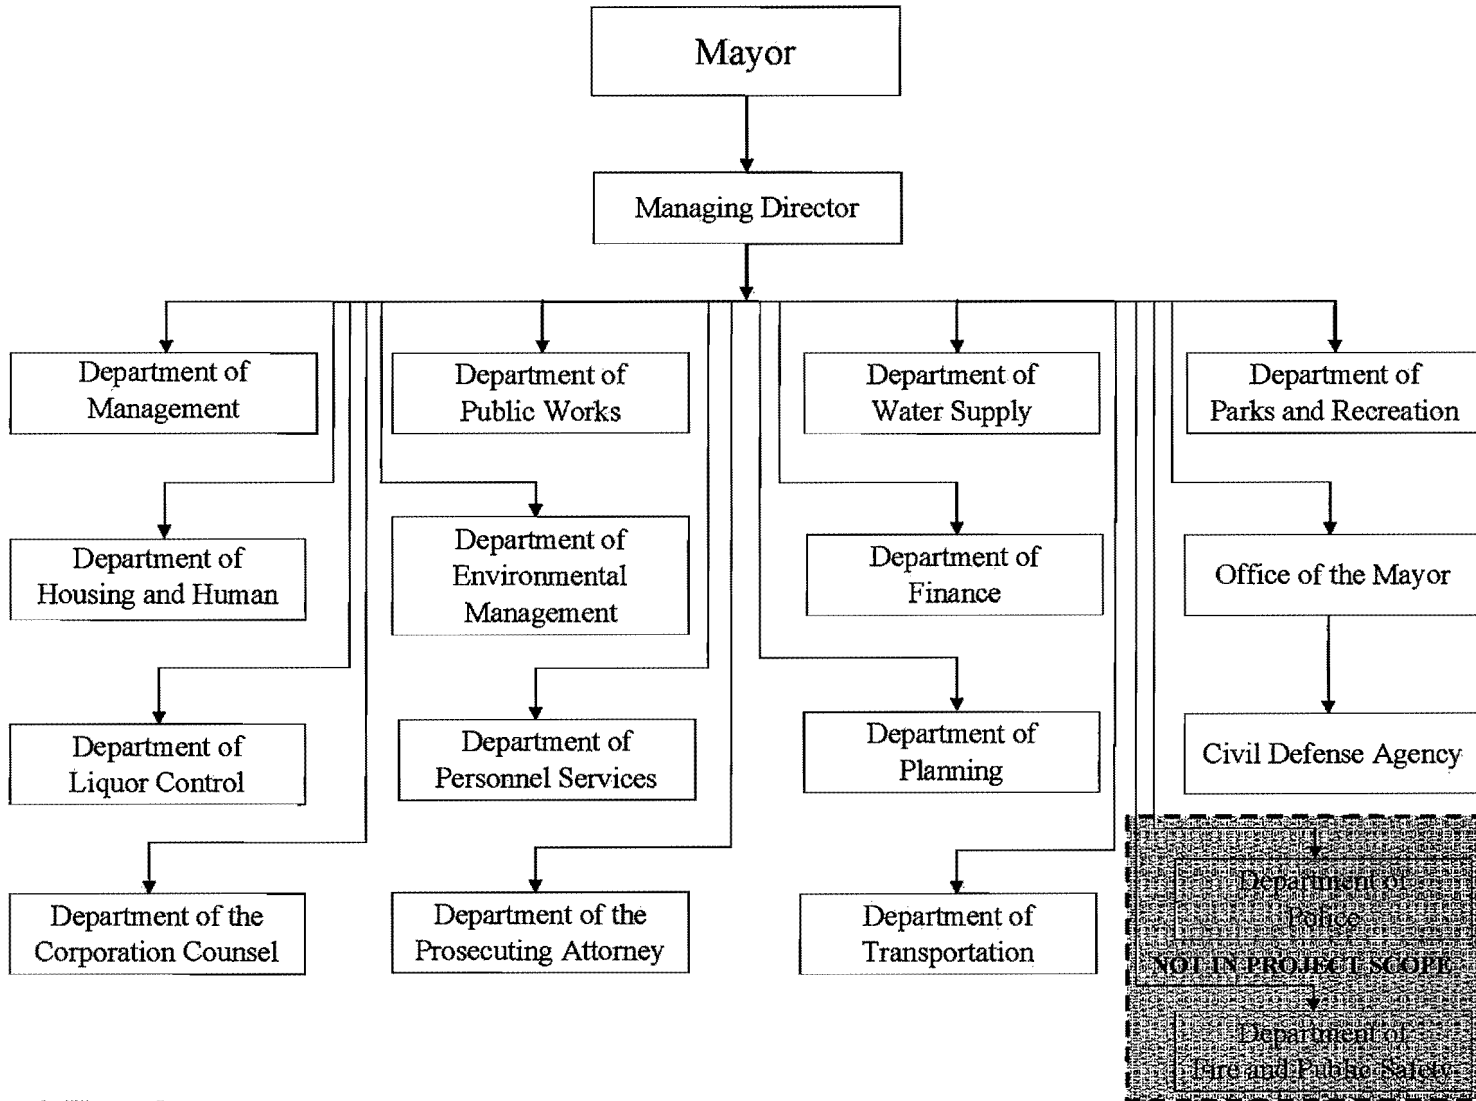 Mayor
Managing Director
Department of
Management
Department of
Public Works
Department of
Water Supply
Department of
Parks and Recreation
Department of
Housing and Human
Department of
Environmental
Management
Department of
Finance
Office of the Mayor
Department of
Liquor Control
Department of
Personnel Services
Department of
Planning
Civil Defense Agency
Department of the
Corporation Counsel
Department of the
Prosecuting Attorney
Department of
Transportation
Department of
Police
NOT IN PROJECT SCOPE
Department of
Fire and Public Safety